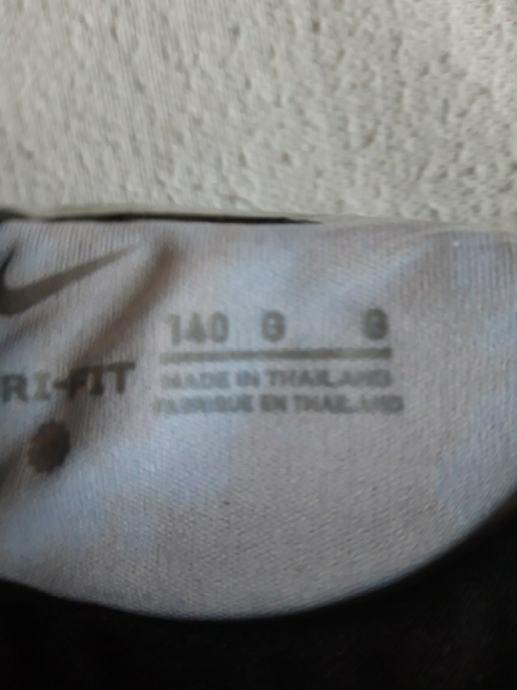 140 G G
RI-FIT
MADE IN THAILAND
FABRIQUE EN THAILAND